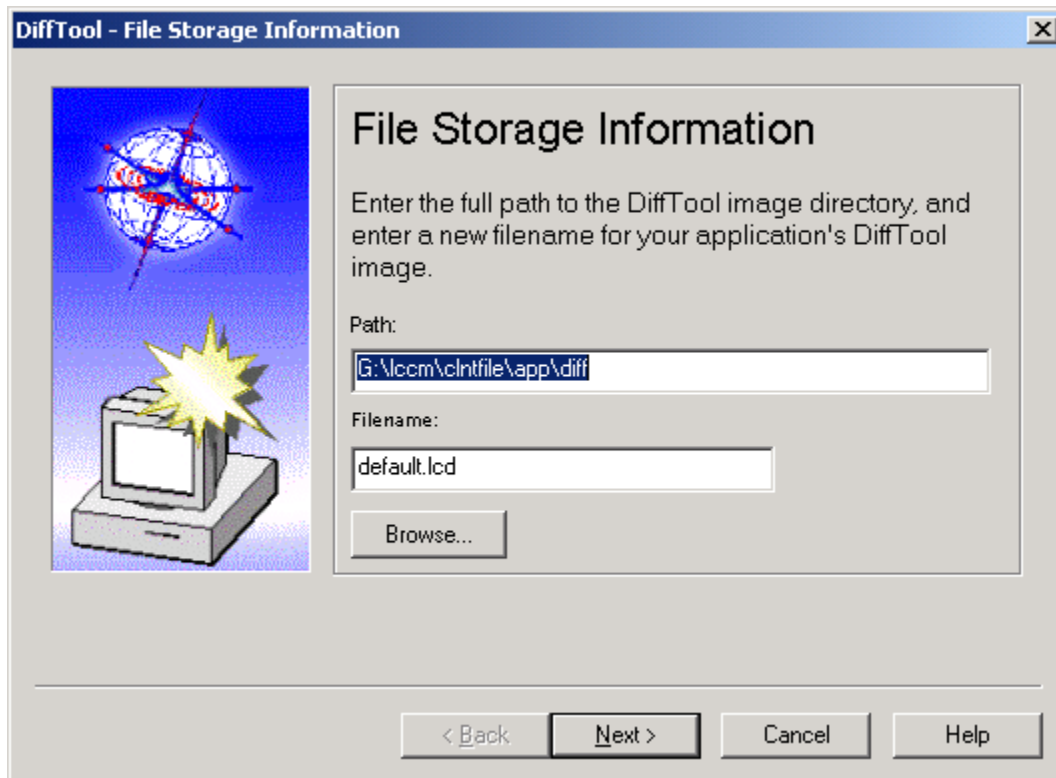 DiffTool - File Storage Information
File Storage Information
Enter the full path to the DiffTool image directory, and
enter a new filename for your application's DiffTool
image.
Path:
G:\lccm\clntfile\app\diff
Filename:
default.lcd
Browse...
< Back
Next >
Cancel
Help